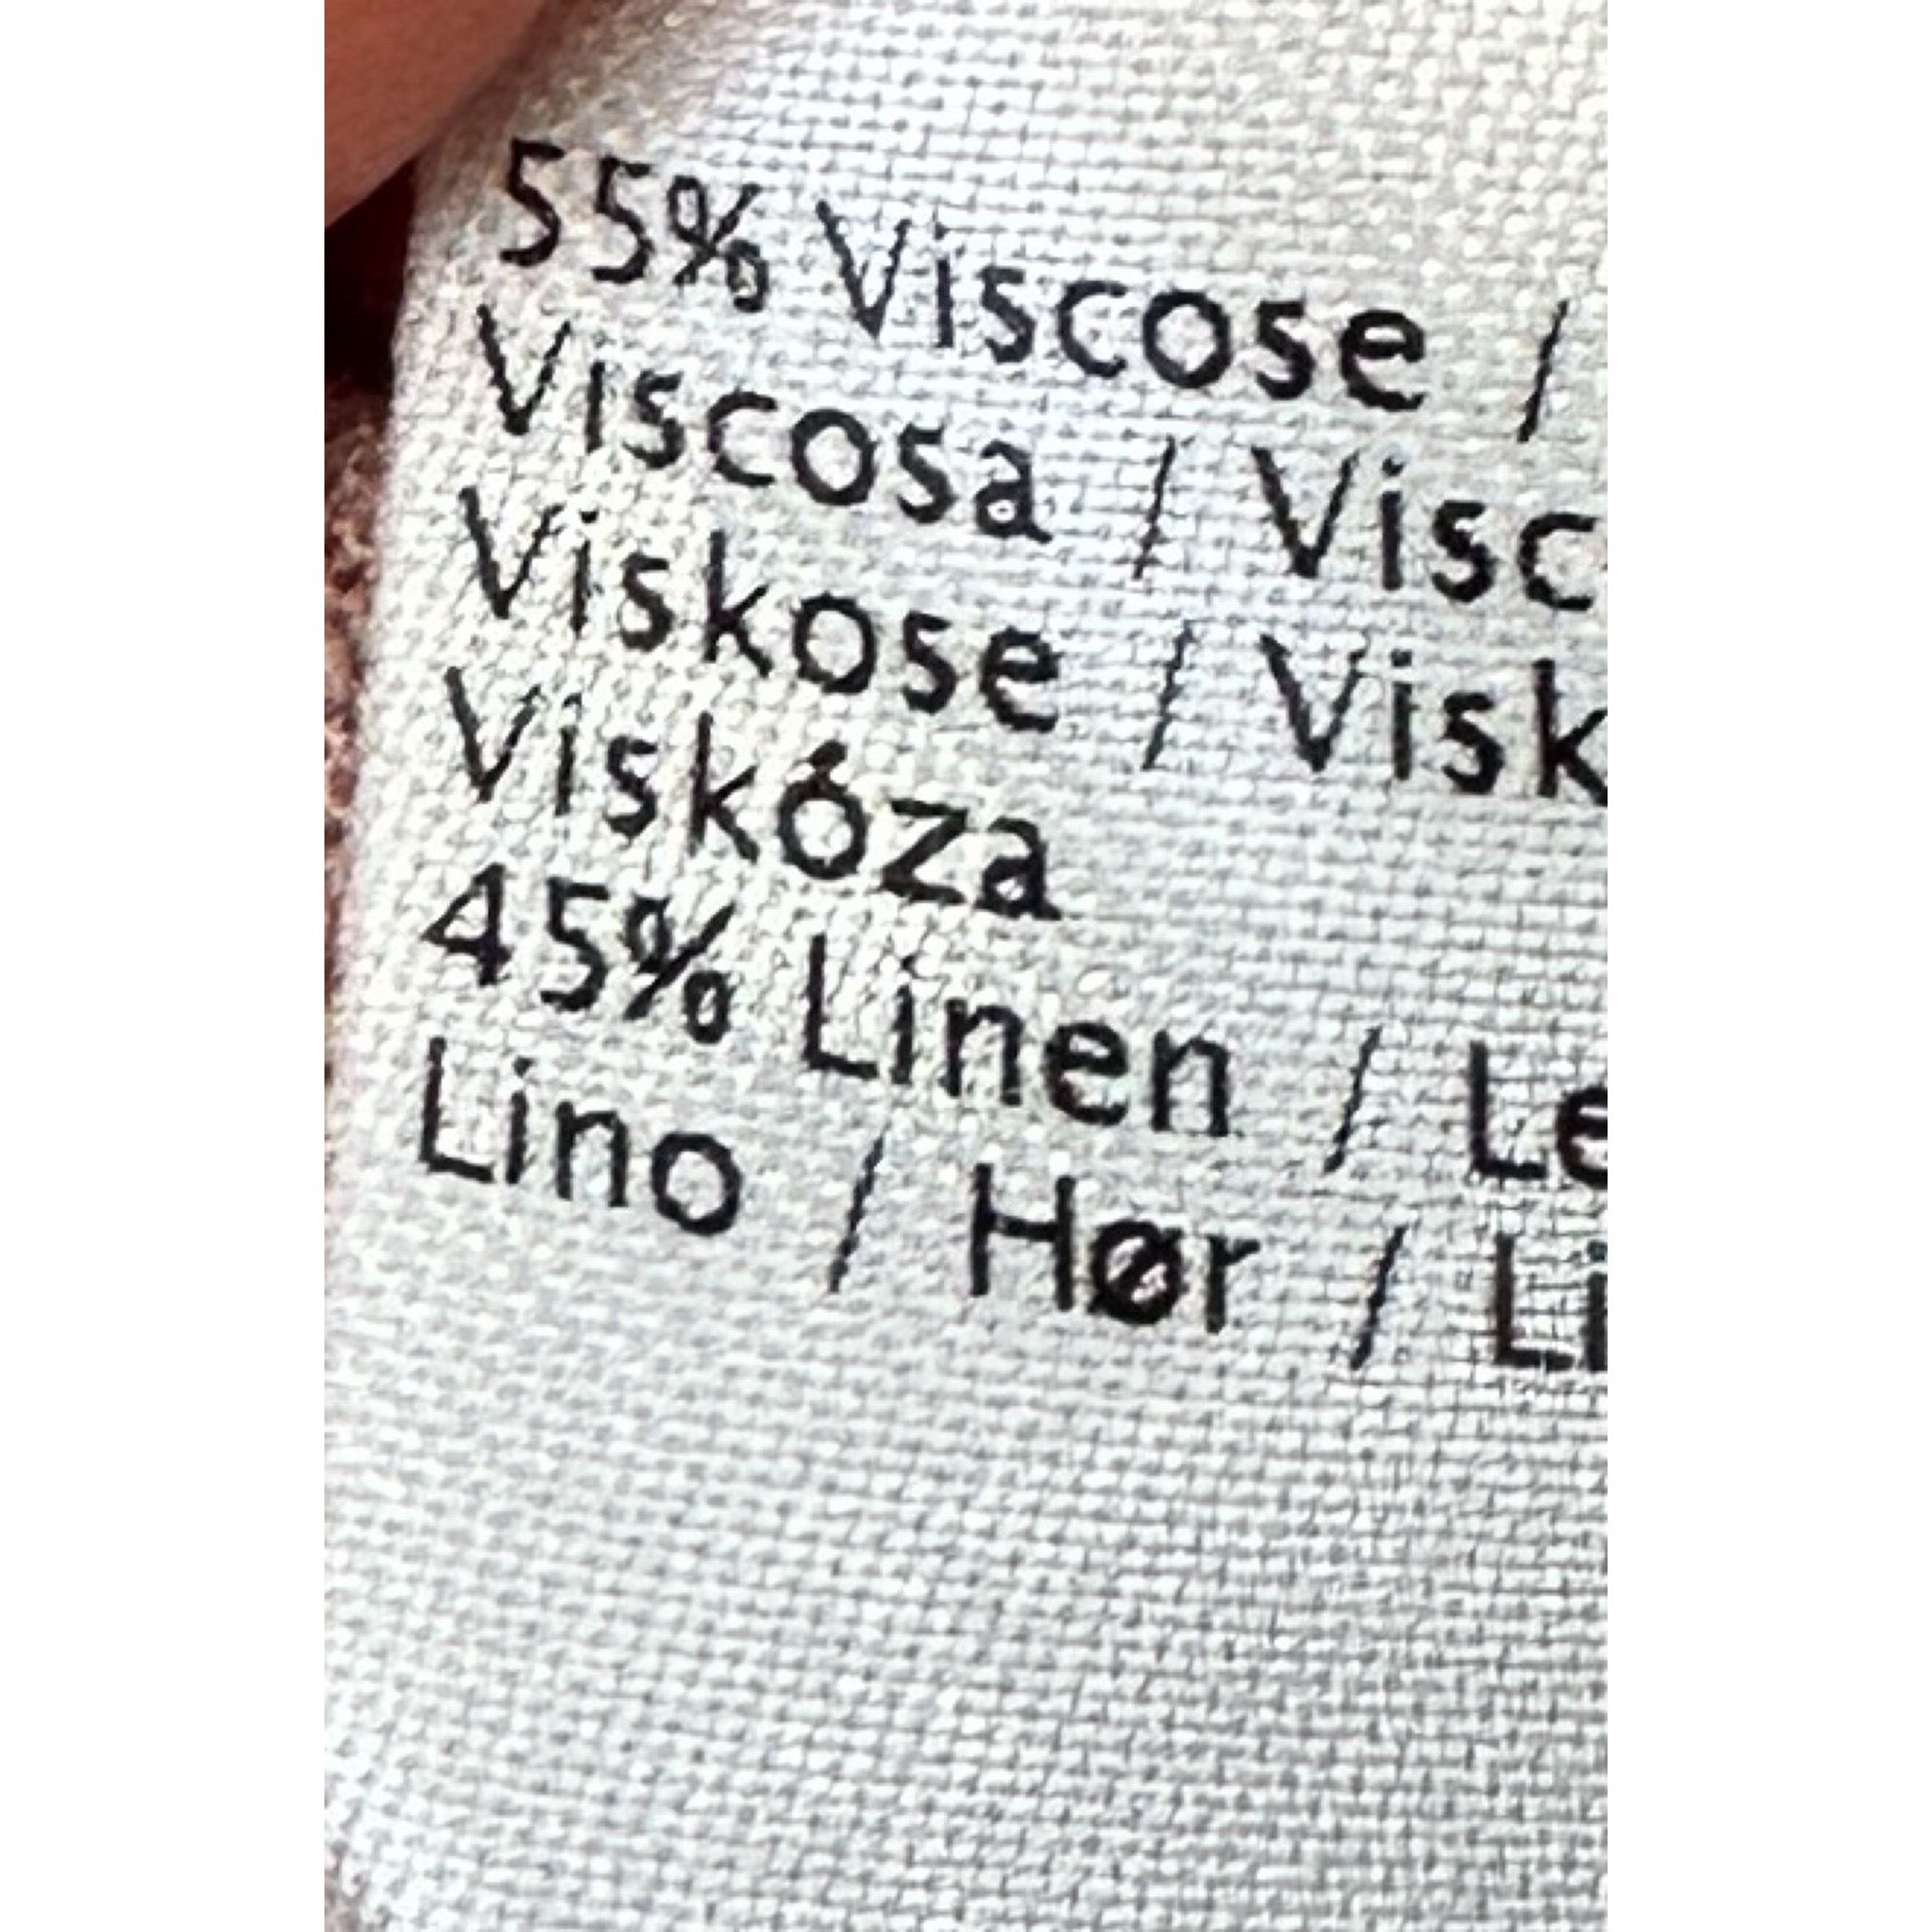 55% Viscose /
Viscosa / Visc
Viskose / Visk
Viskóza
45% Linen / Le
Lino / Hør / Li